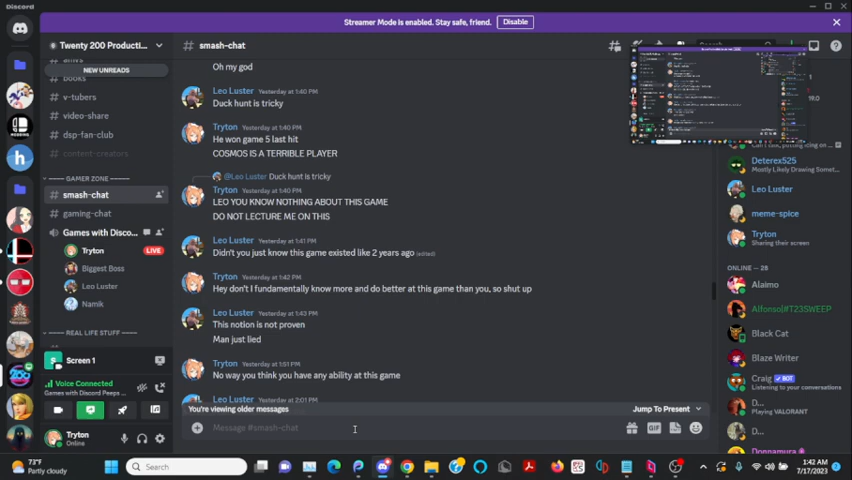 Discord
Streamer Mode is enabled. Stay safe, friend.
Disable
Twenty 200 Producti...
NEW UNREADS
books
v-tubers
video-share
dsp-fan-club
content-creators
GAMER ZONE
smash-chat
gaming-chat
Games with Disco...
Tryton
LIVE
Biggest Boss
Leo Luster
Namik
REAL LIFE STUFF
Screen 1
Voice Connected
Games with Discord Peeps
Tryton
Online
smash-chat
Search
Oh my god
Leo Luster Yesterday at 1:40 PM
Duck hunt is tricky
Tryton Yesterday at 1:40 PM
He won game 5 last hit
COSMOS IS A TERRIBLE PLAYER
@Leo Luster Duck hunt is tricky
Tryton Yesterday at 1:40 PM
LEO YOU KNOW NOTHING ABOUT THIS GAME
DO NOT LECTURE ME ON THIS
Leo Luster Yesterday at 1:41 PM
Didn't you just know this game existed like 2 years ago (edited)
Tryton Yesterday at 1:42 PM
Hey don't I fundamentally know more and do better at this game than you, so shut up
Leo Luster Yesterday at 1:43 PM
This notion is not proven
Man just lied
Tryton Yesterday at 1:51 PM
No way you think you have any ability at this game
Leo Luster Yesterday at 2:01 PM
You're viewing older messages
Jump To Present
Message #smash-chat
GIF
Deterex525
Mostly Likely Drawing Some...
Leo Luster
meme-spice
Tryton
Sharing their screen
ONLINE — 28
Alaimo
Alfonso|#T23SWEEP
Black Cat
Blaze Writer
Craig BOT
Listening to your conversations
D...
Playing VALORANT
D...
Donnamura
73°F
Partly cloudy
Search
1:42 AM
7/17/2023